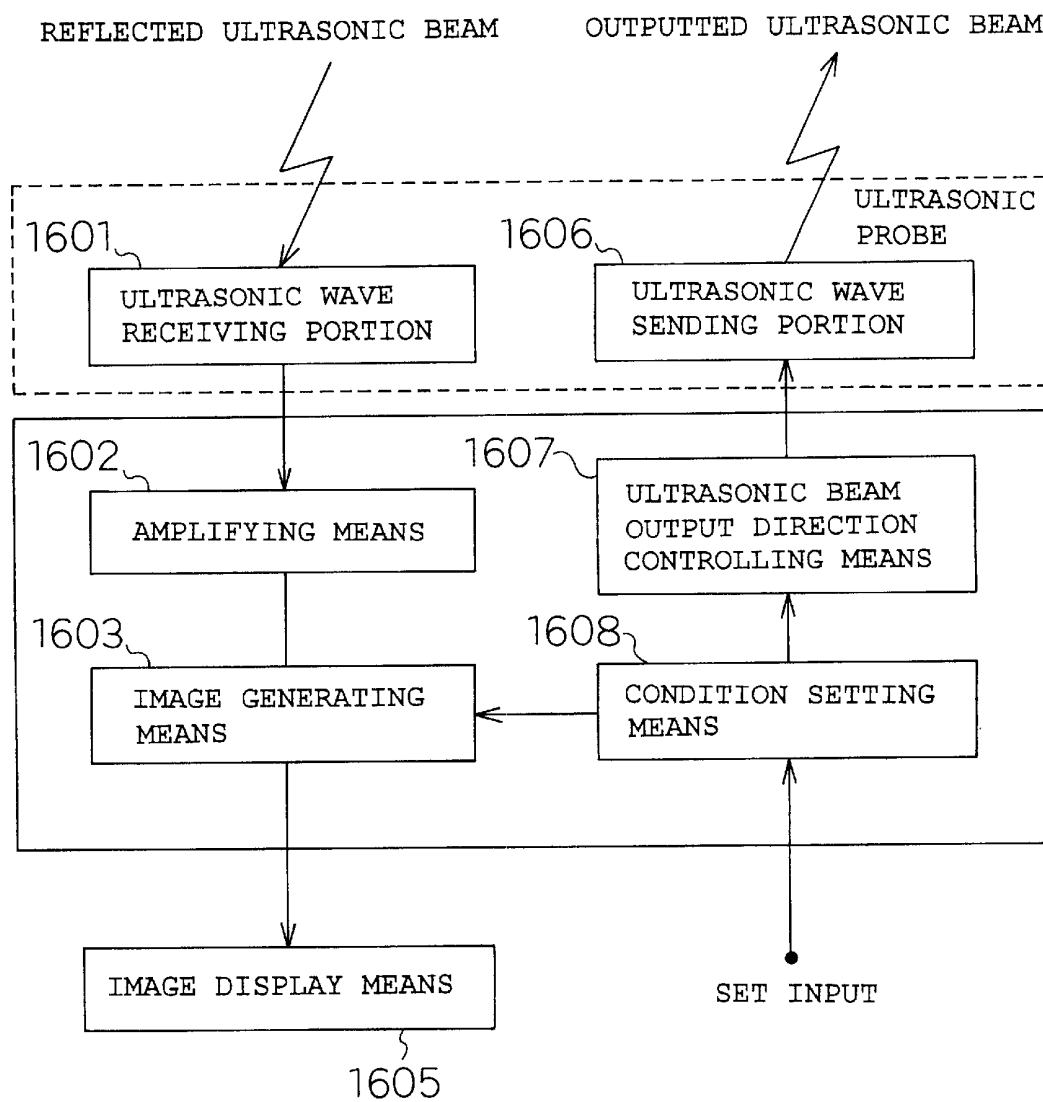 REFLECTED ULTRASONIC BEAM
OUTPUTTED ULTRASONIC BEAM
ULTRASONIC
PROBE
1601
ULTRASONIC WAVE
RECEIVING PORTION
1606
ULTRASONIC WAVE
SENDING PORTION
1602
AMPLIFYING MEANS
1607
ULTRASONIC BEAM
OUTPUT DIRECTION
CONTROLLING MEANS
1603
IMAGE GENERATING
MEANS
1608
CONDITION SETTING
MEANS
IMAGE DISPLAY MEANS
1605
SET INPUT